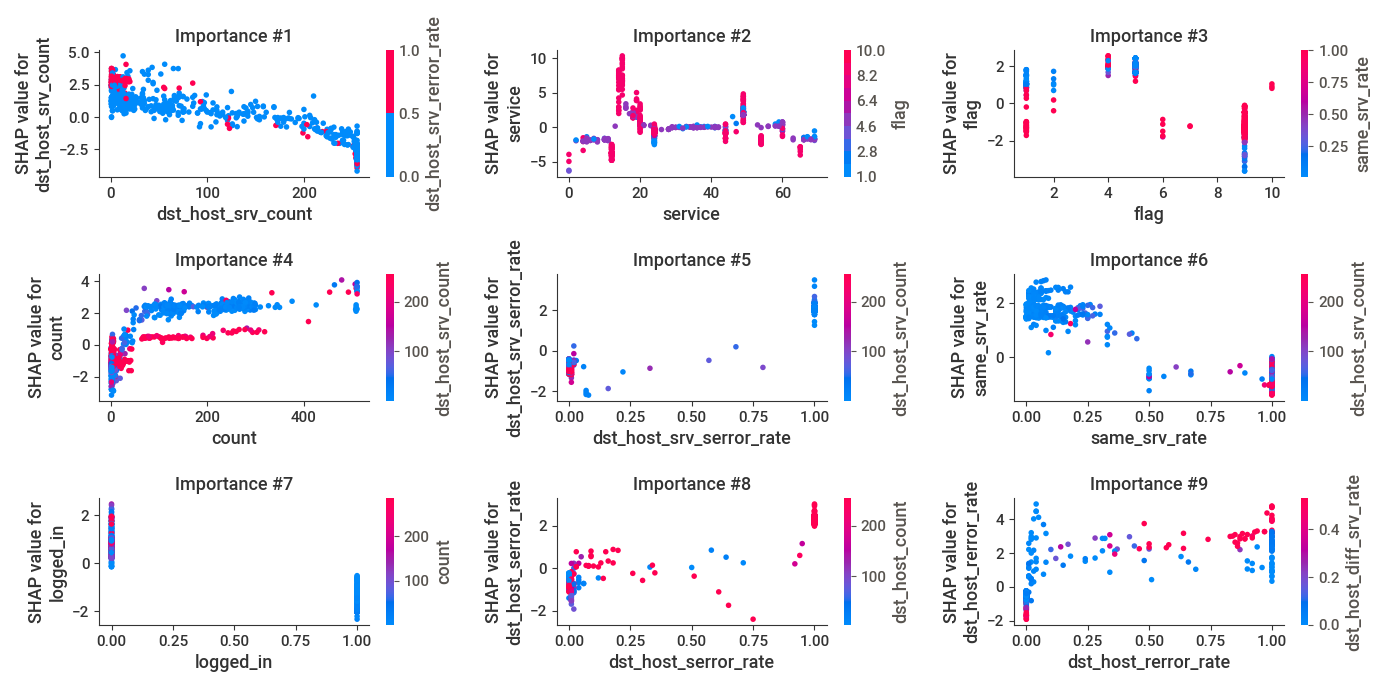 Importance #1
SHAP value for
dst_host_srv_count
5.0
2.5
0.0
−2.5
0
100
200
dst_host_srv_count
1.0
0.5
0.0
dst_host_srv_rerror_rate
Importance #2
SHAP value for
service
10
5
0
−5
0
20
40
60
service
10.0
8.2
6.4
4.6
2.8
1.0
flag
Importance #3
SHAP value for
flag
2
0
−2
2
4
6
8
10
flag
1.00
0.75
0.50
0.25
same_srv_rate
Importance #4
SHAP value for
count
4
2
0
−2
0
200
400
count
200
100
dst_host_srv_count
Importance #5
SHAP value for
dst_host_srv_serror_rate
2
0
−2
0.00
0.25
0.50
0.75
1.00
dst_host_srv_serror_rate
200
100
dst_host_srv_count
Importance #6
SHAP value for
same_srv_rate
2
0
0.00
0.25
0.50
0.75
1.00
same_srv_rate
200
100
dst_host_srv_count
Importance #7
SHAP value for
logged_in
2
0
−2
0.00
0.25
0.50
0.75
1.00
logged_in
200
100
count
Importance #8
SHAP value for
dst_host_serror_rate
2
0
−2
0.00
0.25
0.50
0.75
1.00
dst_host_serror_rate
200
100
dst_host_count
Importance #9
SHAP value for
dst_host_rerror_rate
4
2
0
−2
0.00
0.25
0.50
0.75
1.00
dst_host_rerror_rate
0.4
0.2
0.0
dst_host_diff_srv_rate